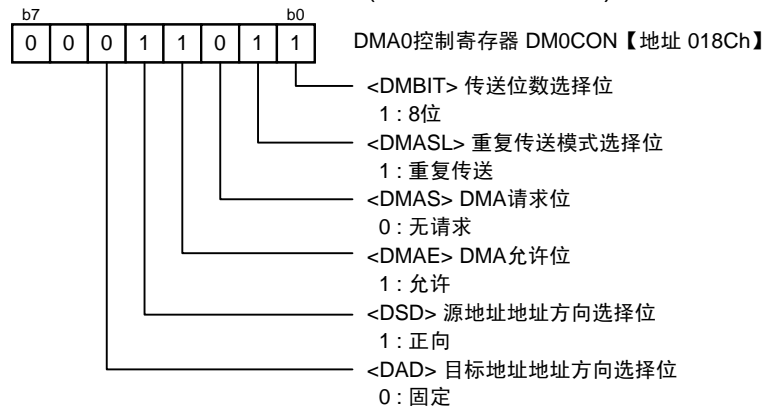 b7 b0
0 0 0 1 1 0 1 1 DMA0控制寄存器 DM0CON【地址 018Ch】
<DMBIT> 传送位数选择位
1 : 8位
<DMASL> 重复传送模式选择位
1 : 重复传送
<DMAS> DMA请求位
0 : 无请求
<DMAE> DMA允许位
1 : 允许
<DSD> 源地址地址方向选择位
1 : 正向
<DAD> 目标地址地址方向选择位
0 : 固定